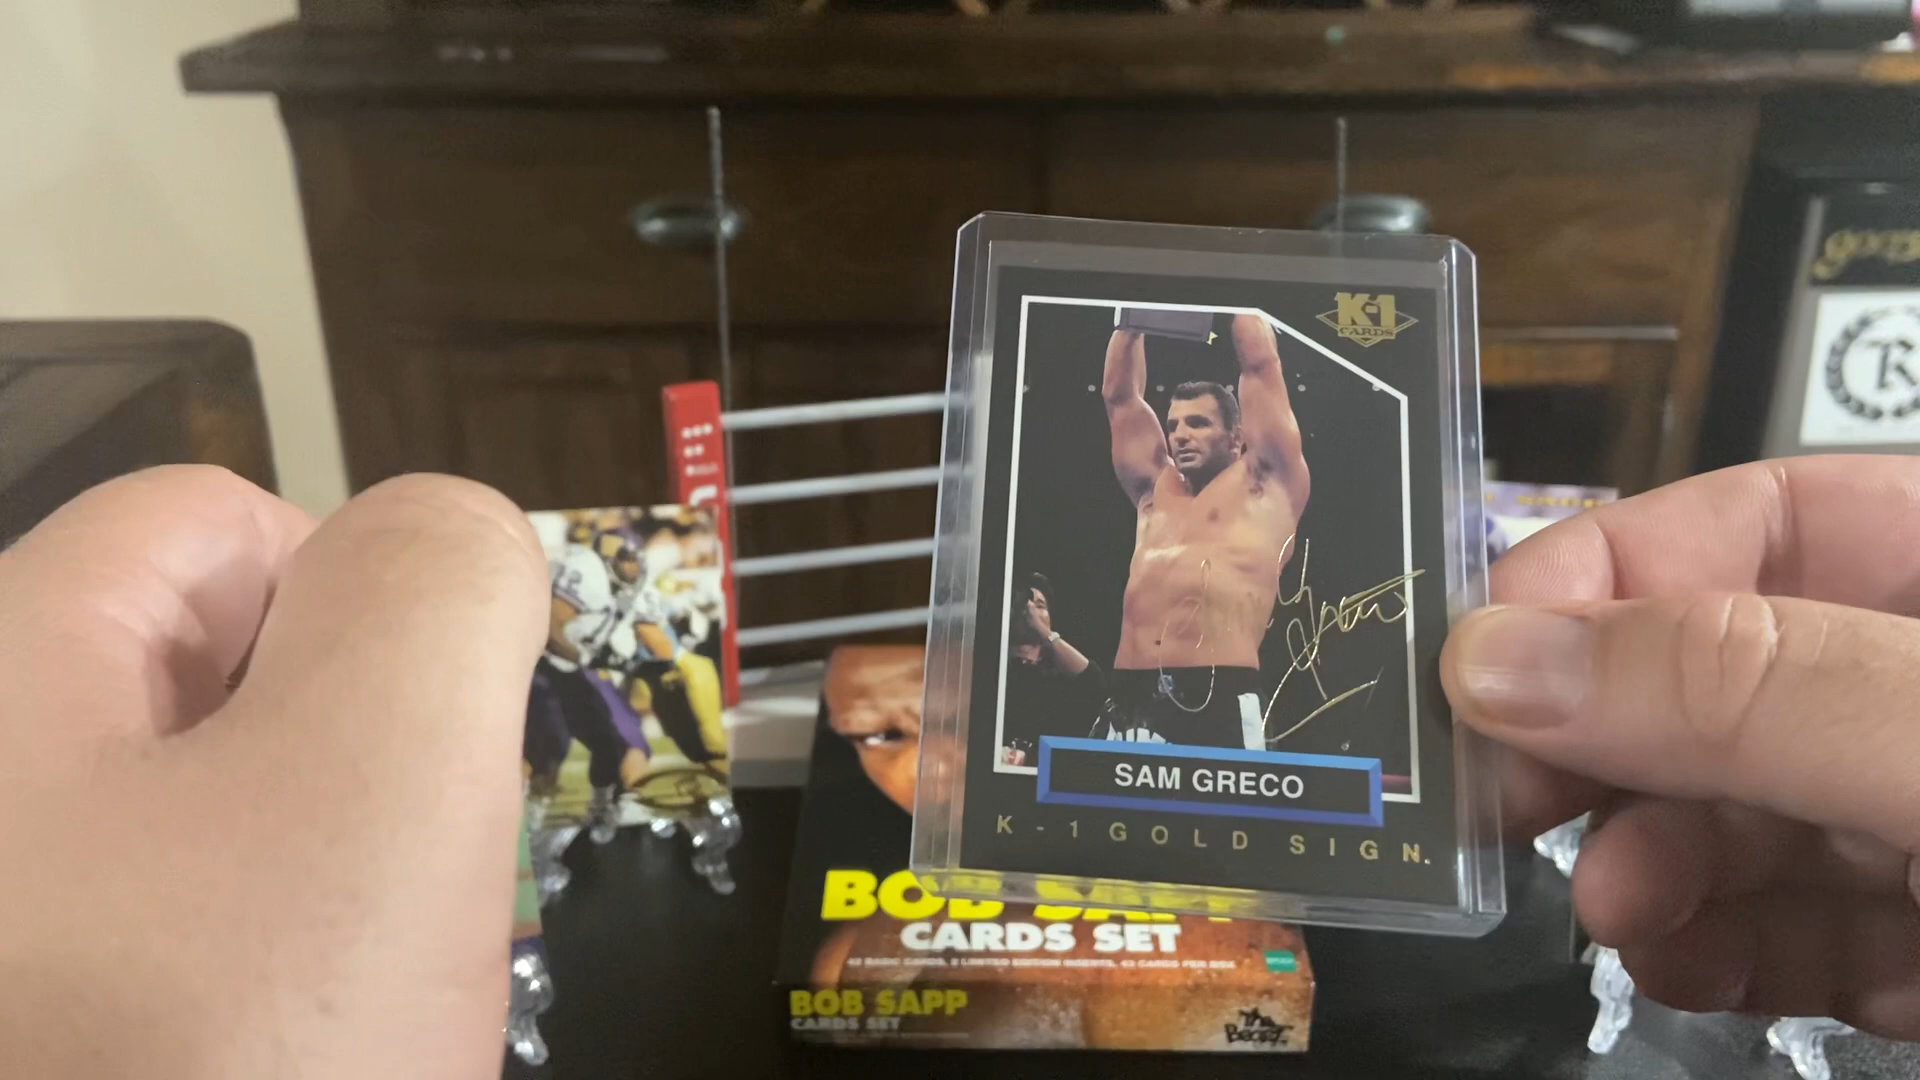 K-1
CARDS
R
12
SAM GRECO
K-1 GOLD SIGN.
BOB SAPP
CARDS SET
42 BASIC CARDS, 2 LIMITED EDITION INSERTS, 42 CARDS PER BOX
BOB SAPP
CARDS SET
The Beast